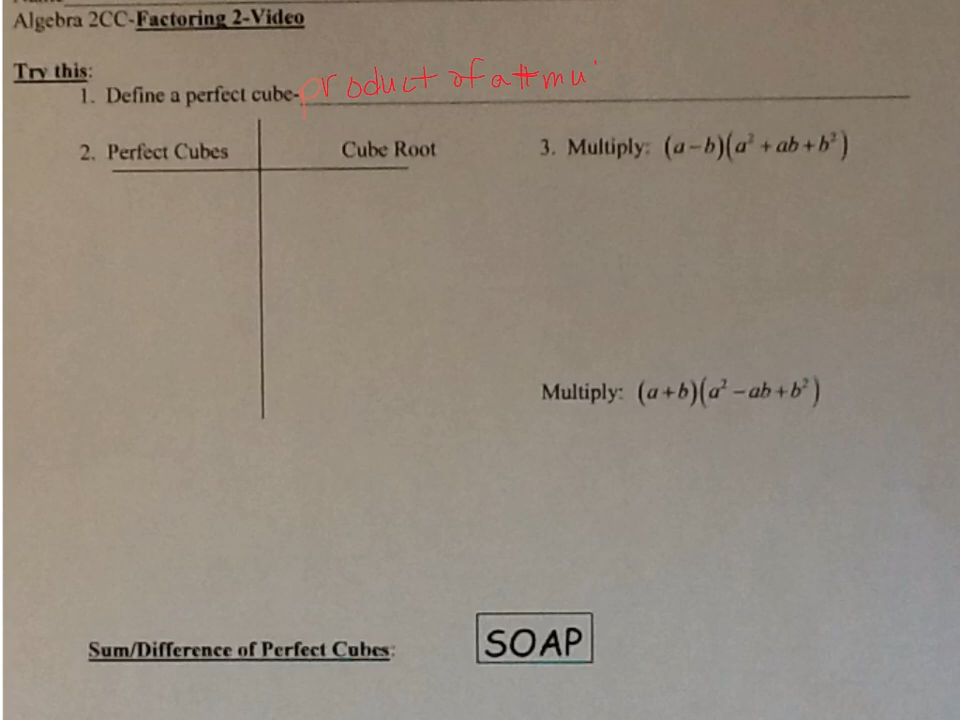 Algebra 2CC-Factoring 2-Video
Try this:
1. Define a perfect cube- product of a # mu
2. Perfect Cubes Cube Root 3. Multiply: (a-b)(a² + ab + b²)
Multiply: (a+b)(a² - ab + b²)
Sum/Difference of Perfect Cubes: SOAP